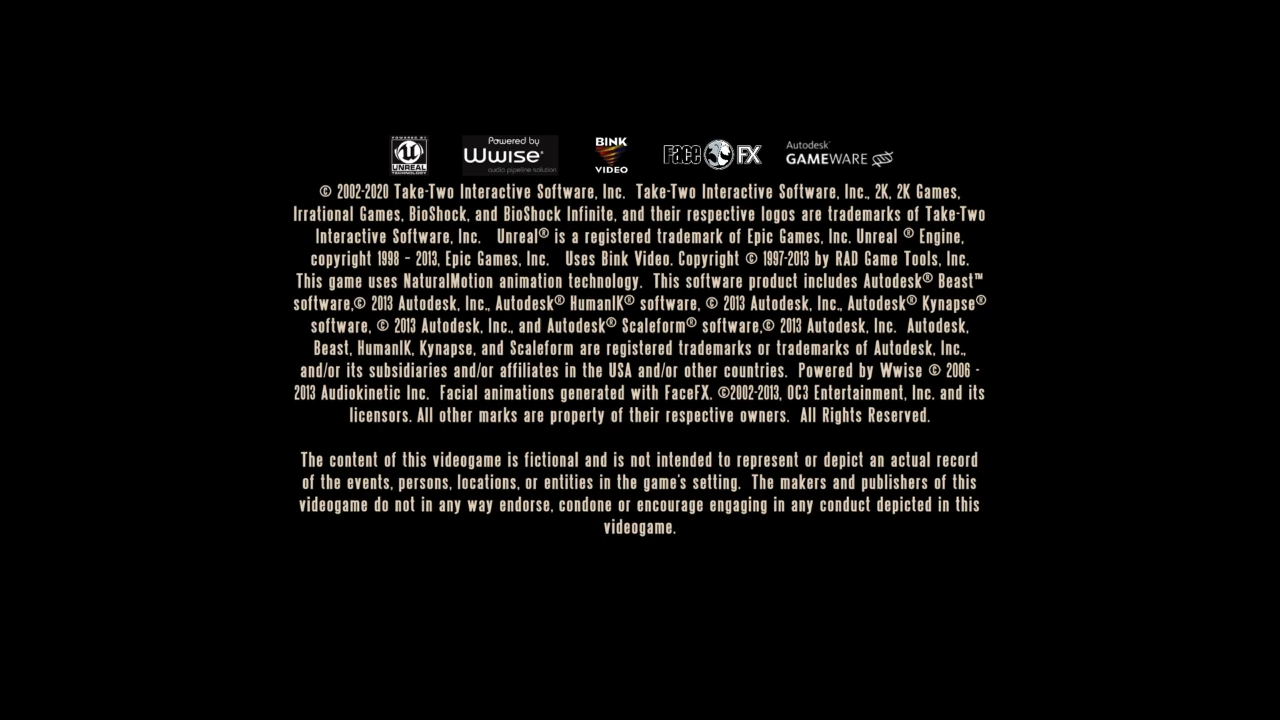 POWERED BY
UNREAL
TECHNOLOGY
Powered by
Wwise
audio pipeline solution
BINK
VIDEO
Face FX
Autodesk®
GAMEWARE
© 2002-2020 Take-Two Interactive Software, Inc. Take-Two Interactive Software, Inc., 2K, 2K Games,
Irrational Games, BioShock, and BioShock Infinite, and their respective logos are trademarks of Take-Two
Interactive Software, Inc. Unreal® is a registered trademark of Epic Games, Inc. Unreal ® Engine,
copyright 1998 – 2013, Epic Games, Inc. Uses Bink Video. Copyright © 1997-2013 by RAD Game Tools, Inc.
This game uses NaturalMotion animation technology. This software product includes Autodesk® Beast™
software,© 2013 Autodesk, Inc., Autodesk® HumanIK® software, © 2013 Autodesk, Inc., Autodesk® Kynapse®
software, © 2013 Autodesk, Inc., and Autodesk® Scaleform® software,© 2013 Autodesk, Inc. Autodesk,
Beast, HumanIK, Kynapse, and Scaleform are registered trademarks or trademarks of Autodesk, Inc.,
and/or its subsidiaries and/or affiliates in the USA and/or other countries. Powered by Wwise © 2006 -
2013 Audiokinetic Inc. Facial animations generated with FaceFX. ©2002-2013, OC3 Entertainment, Inc. and its
licensors. All other marks are property of their respective owners. All Rights Reserved.
The content of this videogame is fictional and is not intended to represent or depict an actual record
of the events, persons, locations, or entities in the game's setting. The makers and publishers of this
videogame do not in any way endorse, condone or encourage engaging in any conduct depicted in this
videogame.